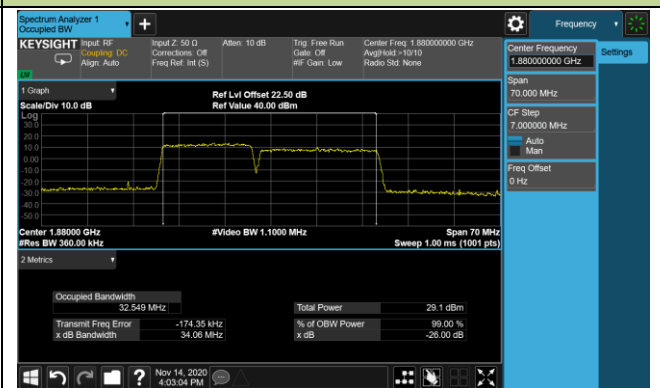 Spectrum Analyzer 1
Occupied BW
+
Frequency
KEYSIGHT
Input: RF
Coupling: DC
Align: Auto
Input Z: 50 Ω
Corrections: Off
Freq Ref: Int (S)
Atten: 10 dB
Trig: Free Run
Gate: Off
#IF Gain: Low
Center Freq: 1.880000000 GHz
Avg|Hold:>10/10
Radio Std: None
LXI
Center Frequency
1.880000000 GHz
Settings
Span
70.000 MHz
CF Step
7.000000 MHz
Auto
Man
Freq Offset
0 Hz
1 Graph
Scale/Div 10.0 dB
Ref Lvl Offset 22.50 dB
Ref Value 40.00 dBm
Log
30.0
20.0
10.0
0.00
-10.0
-20.0
-30.0
-40.0
-50.0
Center 1.88000 GHz
#Res BW 360.00 kHz
#Video BW 1.1000 MHz
Span 70 MHz
Sweep 1.00 ms (1001 pts)
2 Metrics
Occupied Bandwidth
32.549 MHz
Total Power 29.1 dBm
Transmit Freq Error -174.35 kHz
% of OBW Power 99.00 %
x dB Bandwidth 34.06 MHz
x dB -26.00 dB
?
Nov 14, 2020
4:03:04 PM